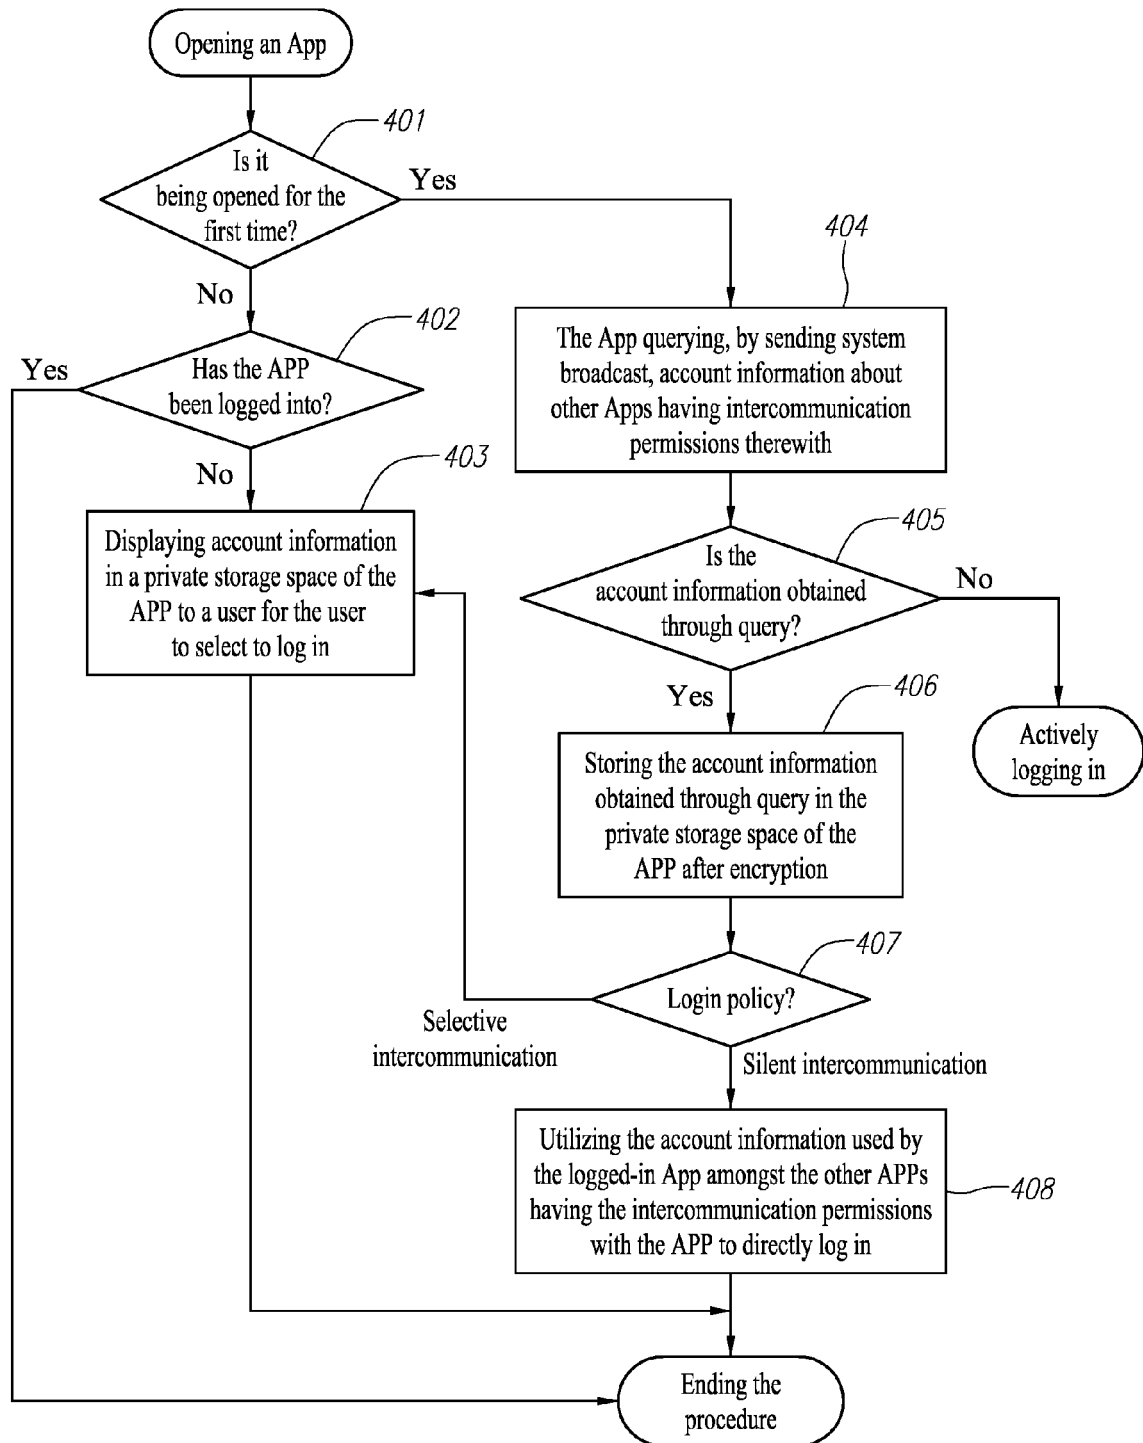 Opening an App
401
Is it
being opened for the
first time?
Yes
No
404
402
Yes
Has the APP
been logged into?
The App querying, by sending system
broadcast, account information about
other Apps having intercommunication
permissions therewith
No
403
Displaying account information
in a private storage space of the
APP to a user for the user
to select to log in
405
Is the
account information obtained
through query?
No
Yes
406
Actively
logging in
Storing the account information
obtained through query in the
private storage space of the
APP after encryption
407
Login policy?
Selective
intercommunication
Silent intercommunication
Utilizing the account information used by
the logged-in App amongst the other APPs
having the intercommunication permissions
with the APP to directly log in
408
Ending the
procedure